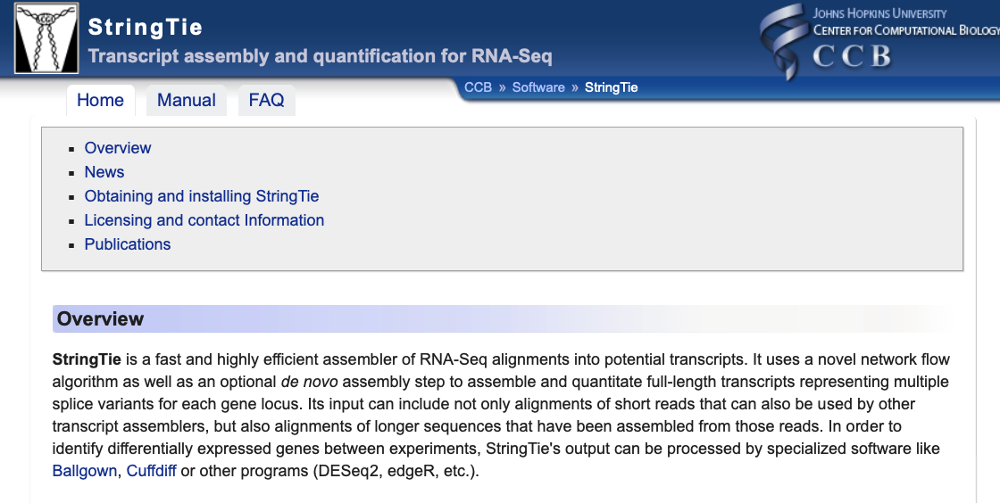 StringTie
Transcript assembly and quantification for RNA-Seq
JOHNS HOPKINS UNIVERSITY
CENTER FOR COMPUTATIONAL BIOLOGY
CCB
CCB » Software » StringTie
Home Manual FAQ
Overview
News
Obtaining and installing StringTie
Licensing and contact Information
Publications
Overview
StringTie is a fast and highly efficient assembler of RNA-Seq alignments into potential transcripts. It uses a novel network flow
algorithm as well as an optional de novo assembly step to assemble and quantitate full-length transcripts representing multiple
splice variants for each gene locus. Its input can include not only alignments of short reads that can also be used by other
transcript assemblers, but also alignments of longer sequences that have been assembled from those reads. In order to
identify differentially expressed genes between experiments, StringTie's output can be processed by specialized software like
Ballgown, Cuffdiff or other programs (DESeq2, edgeR, etc.).